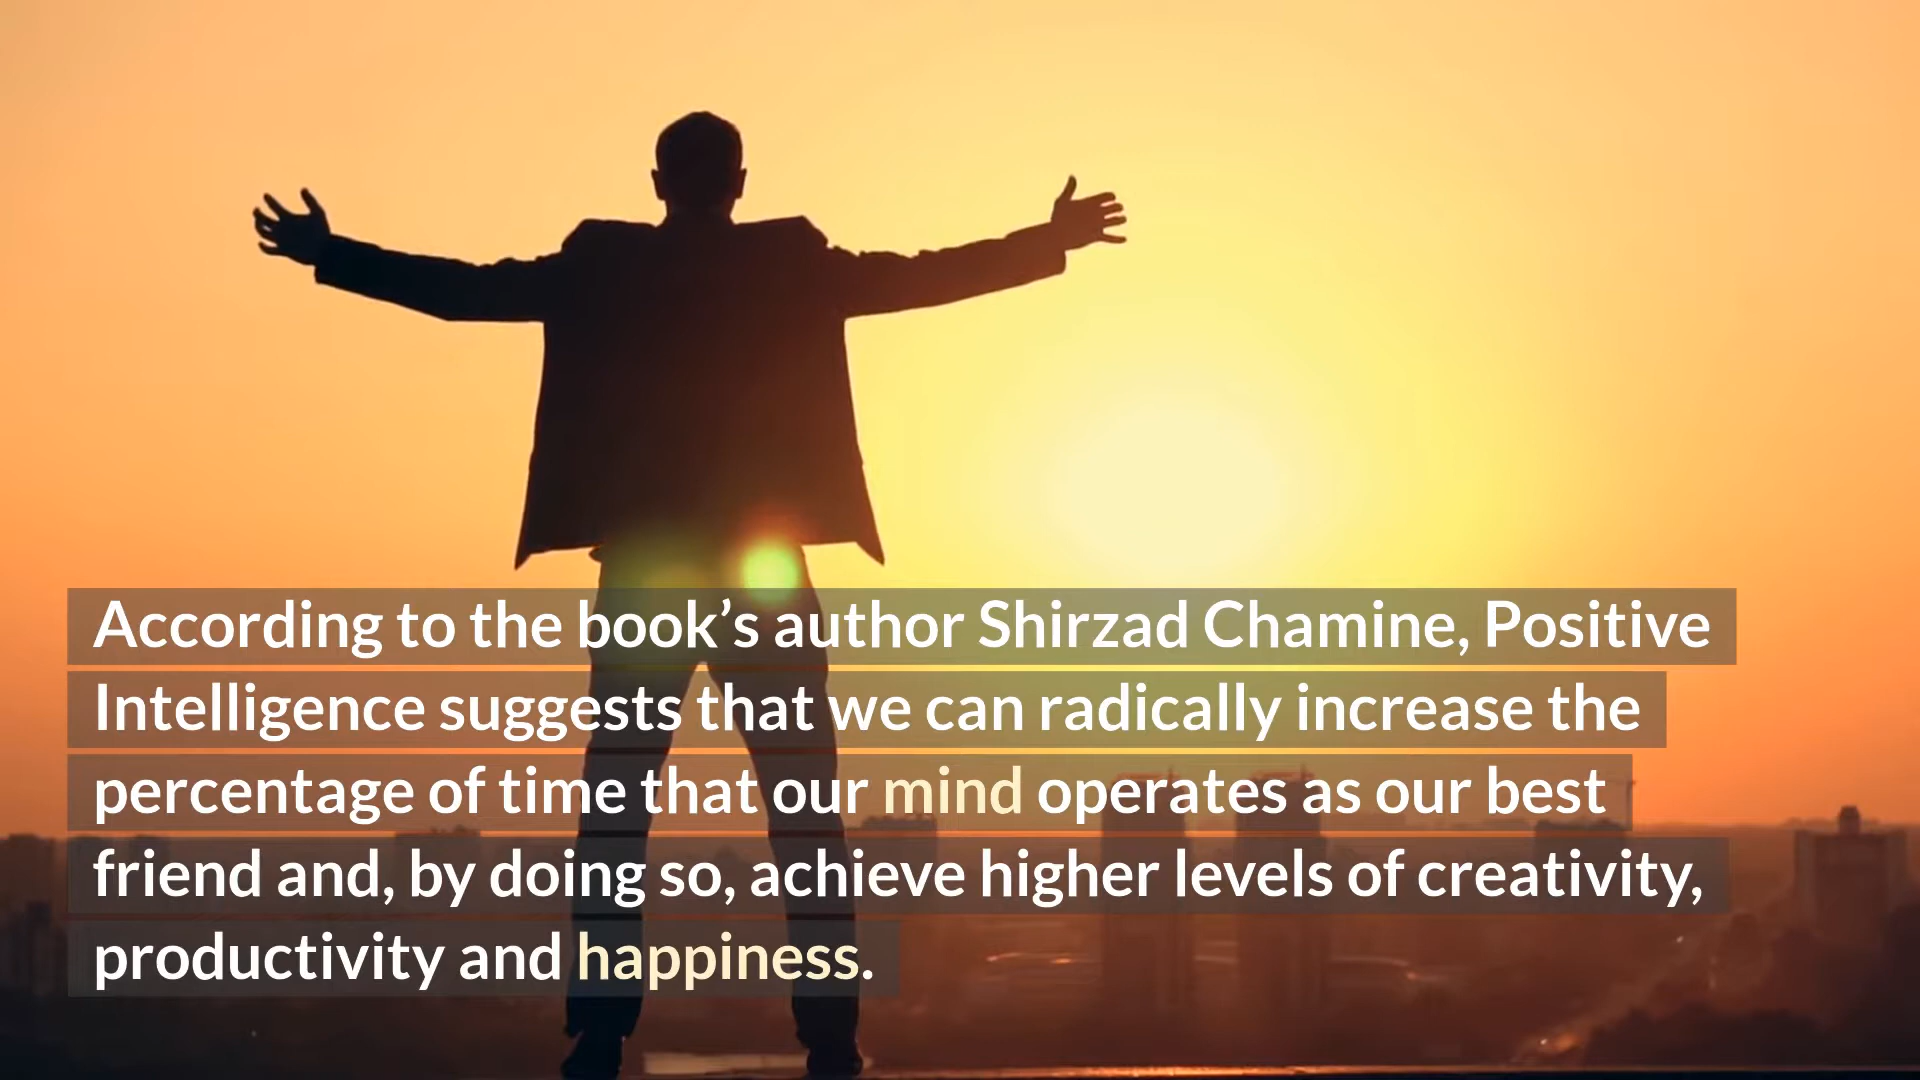 According to the book’s author Shirzad Chamine, Positive
Intelligence suggests that we can radically increase the
percentage of time that our mind operates as our best
friend and, by doing so, achieve higher levels of creativity,
productivity and happiness.